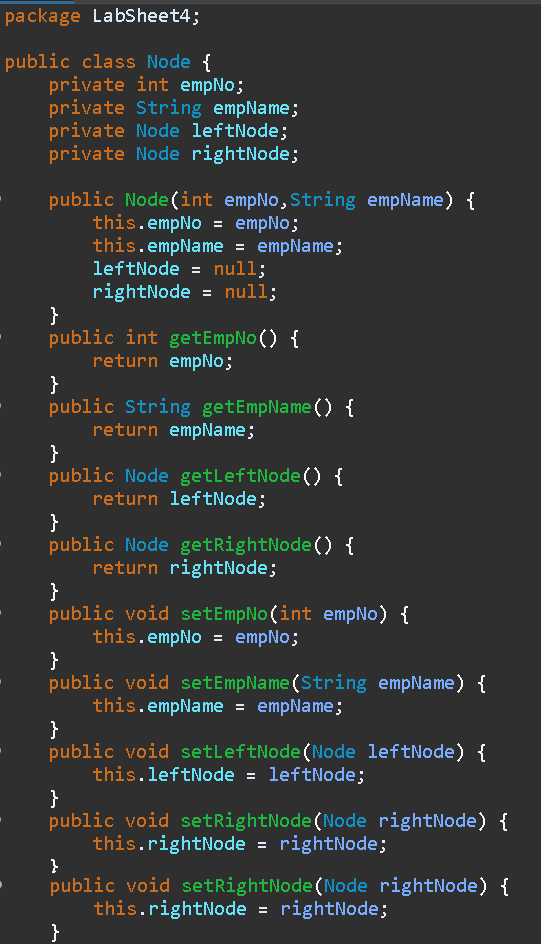 package LabSheet4;

public class Node {
    private int empNo;
    private String empName;
    private Node leftNode;
    private Node rightNode;

    public Node(int empNo,String empName) {
        this.empNo = empNo;
        this.empName = empName;
        leftNode = null;
        rightNode = null;
    }
    public int getEmpNo() {
        return empNo;
    }
    public String getEmpName() {
        return empName;
    }
    public Node getLeftNode() {
        return leftNode;
    }
    public Node getRightNode() {
        return rightNode;
    }
    public void setEmpNo(int empNo) {
        this.empNo = empNo;
    }
    public void setEmpName(String empName) {
        this.empName = empName;
    }
    public void setLeftNode(Node leftNode) {
        this.leftNode = leftNode;
    }
    public void setRightNode(Node rightNode) {
        this.rightNode = rightNode;
    }
    public void setRightNode(Node rightNode) {
        this.rightNode = rightNode;
    }